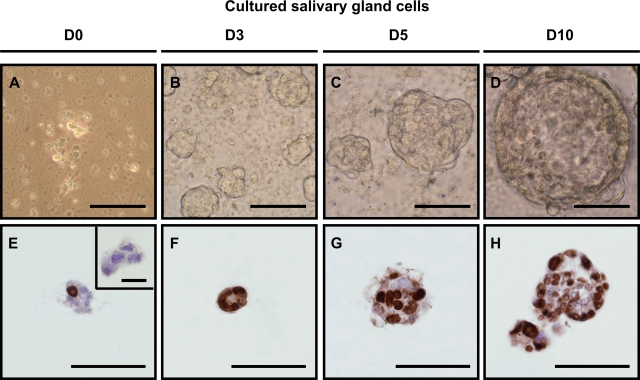 Cultured salivary gland cells
D0 D3 D5 D10
A B C D
E F G H